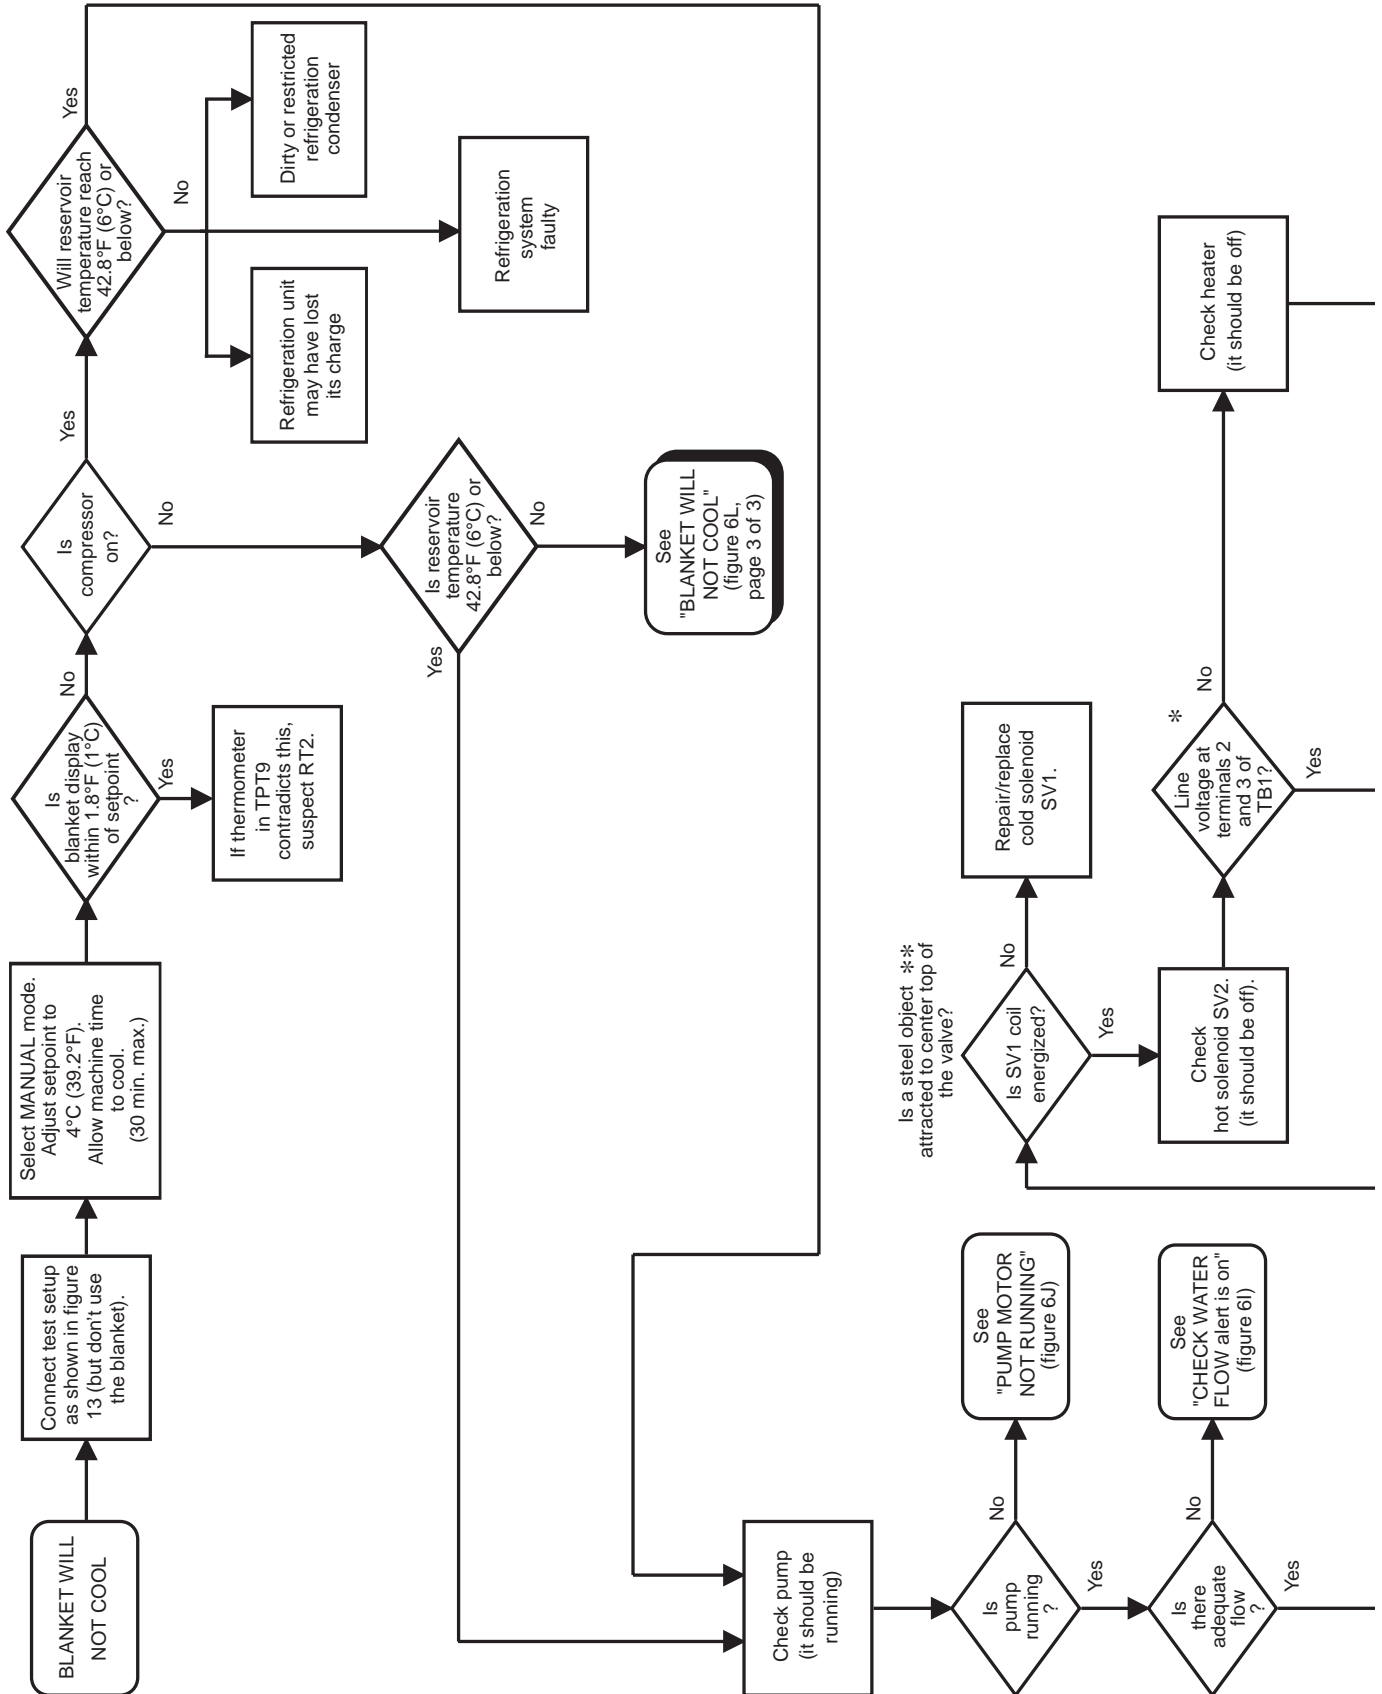 BLANKET WILL
NOT COOL
Connect test setup
as shown in figure
13 (but don't use
the blanket).
Select MANUAL mode.
Adjust setpoint to
4°C (39.2°F).
Allow machine time
to cool.
(30 min. max.)
Is
blanket display
within 1.8°F (1°C)
of setpoint
?
No
Yes
If thermometer
in TPT9
contradicts this,
suspect RT2.
Is
compressor
on?
Yes
No
Will reservoir
temperature reach
42.8°F (6°C) or
below?
Yes
No
Refrigeration unit
may have lost
its charge
Dirty or restricted
refrigeration
condenser
Refrigeration
system
faulty
Is reservoir
temperature
42.8°F (6°C) or
below?
Yes
No
See
"BLANKET WILL
NOT COOL"
(figure 6L,
page 3 of 3)
Check pump
(it should be
running)
Is
pump
running
?
No
Yes
See
"PUMP MOTOR
NOT RUNNING"
(figure 6J)
Is
there
adequate
flow
?
No
Yes
See
"CHECK WATER
FLOW alert is on"
(figure 6I)
Is a steel object **
attracted to center top of
the valve?
Is SV1 coil
energized?
No
Yes
Repair/replace
cold solenoid
SV1.
Check
hot solenoid SV2.
(it should be off).
*
Line
voltage at
terminals 2
and 3 of
TB1?
No
Yes
Check heater
(it should be off)